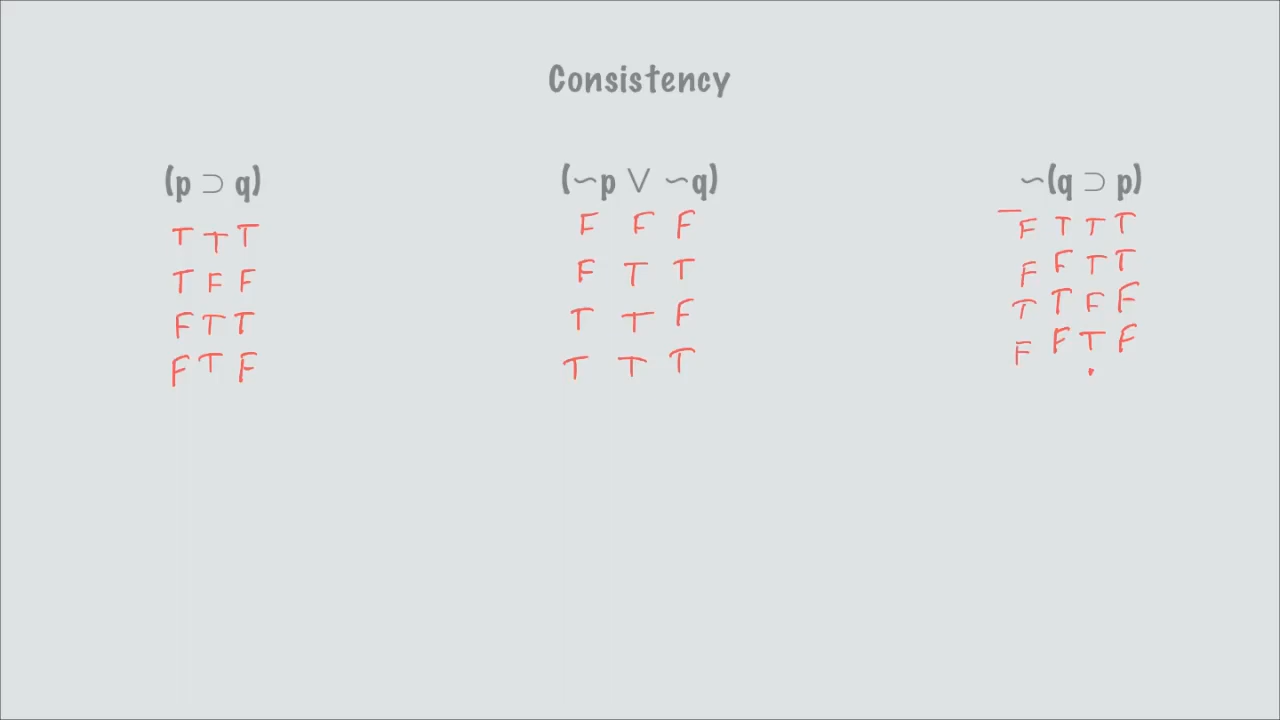 Consistency
(p ⊃ q) (∽p ∨ ∽q) ∽(q ⊃ p)
T T T F F F F T T T
T F F F T T F F T T
F T T T T F T T F F
F T F T T T F F T F